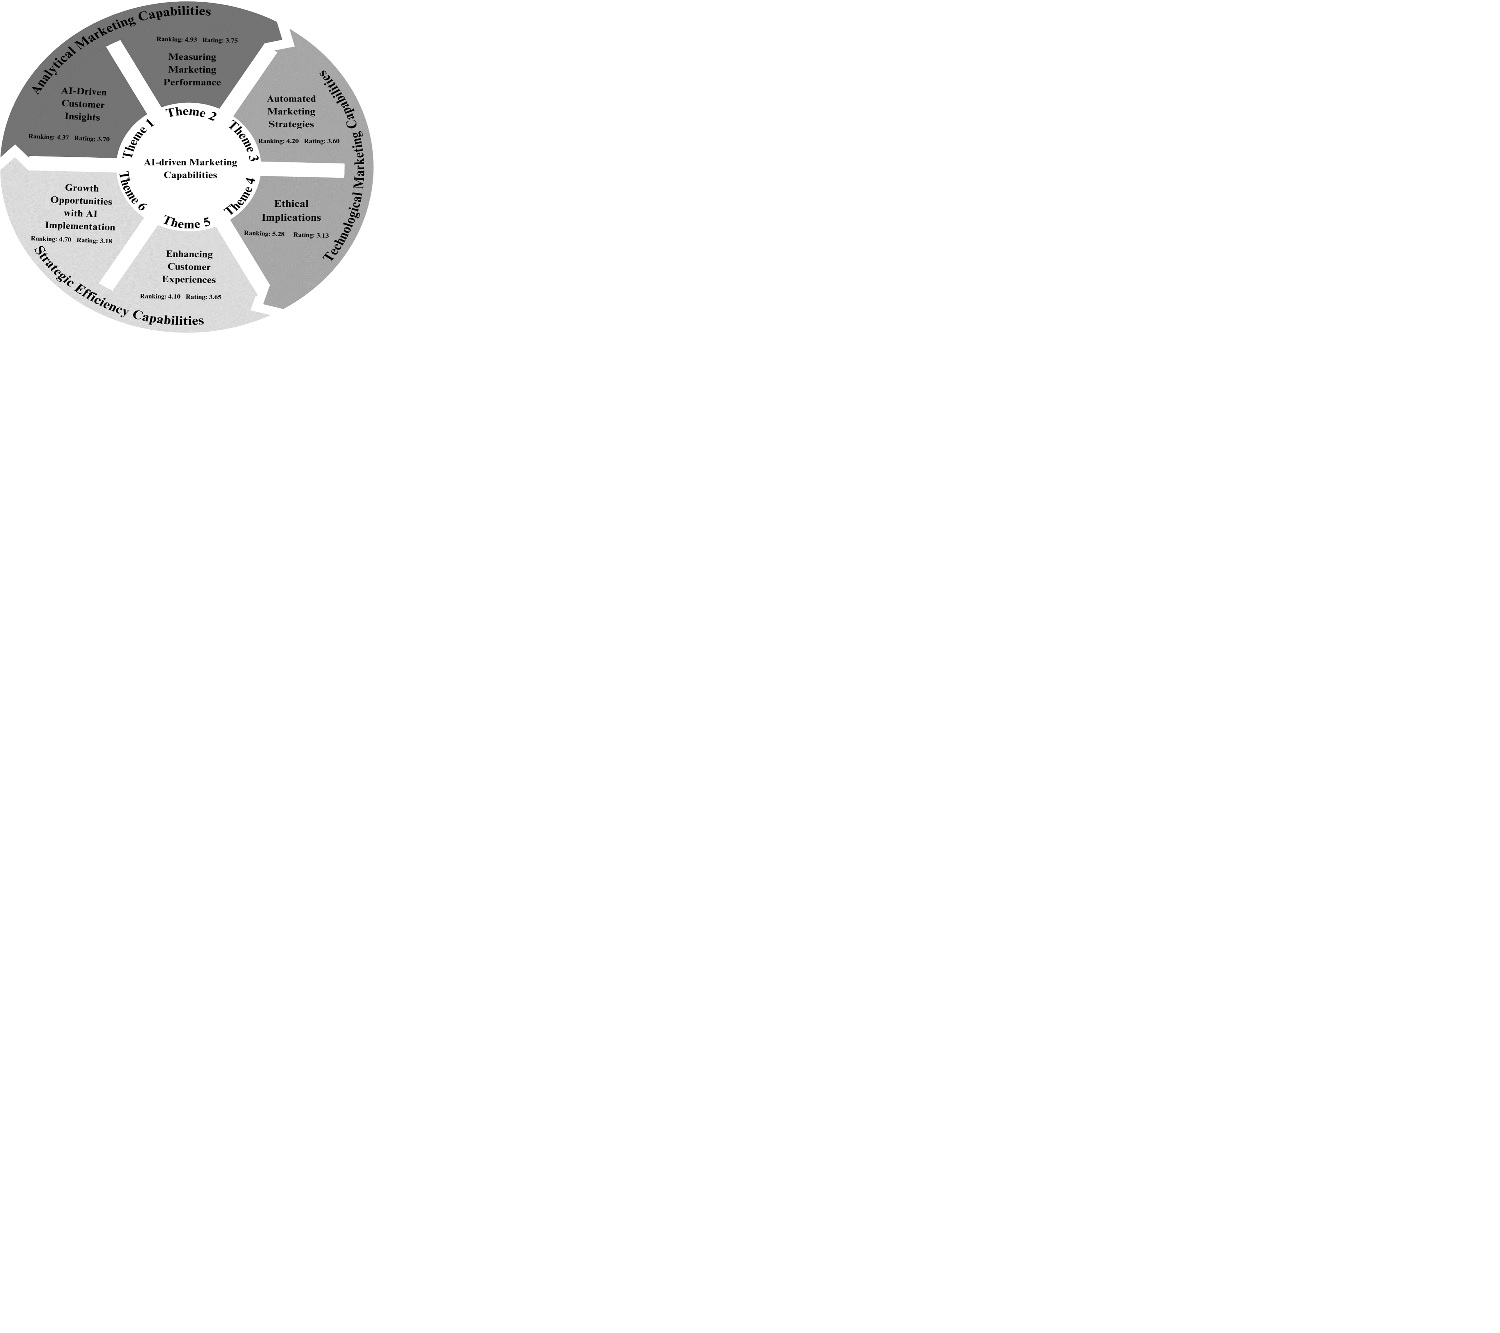 Analytical Marketing Capabilities
Ranking: 4.93 Rating: 3.75
Measuring
Marketing
Performance
AI-Driven
Customer
Insights
Ranking: 4.37 Rating: 3.70
Theme 1
Theme 2
Technological Marketing Capabilities
Automated
Marketing
Strategies
Ranking: 4.20 Rating: 3.60
Theme 3
AI-driven Marketing
Capabilities
Theme 4
Ethical
Implications
Ranking: 5.28 Rating: 3.13
Theme 5
Enhancing
Customer
Experiences
Ranking: 4.10 Rating: 3.65
Theme 6
Growth
Opportunities
with AI
Implementation
Ranking: 4.70 Rating: 3.18
Strategic Efficiency Capabilities